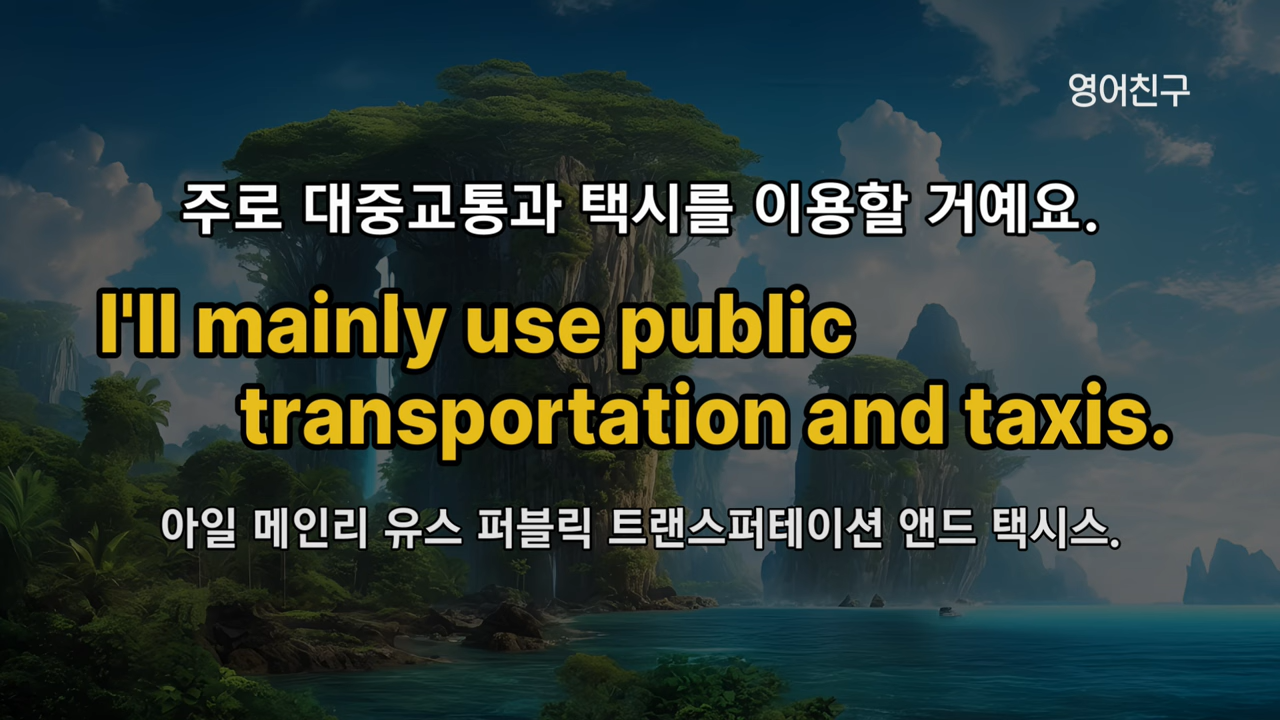 영어친구
주로 대중교통과 택시를 이용할 거예요.
I'll mainly use public
transportation and taxis.
아일 메인리 유스 퍼블릭 트랜스퍼테이션 앤드 택시스.